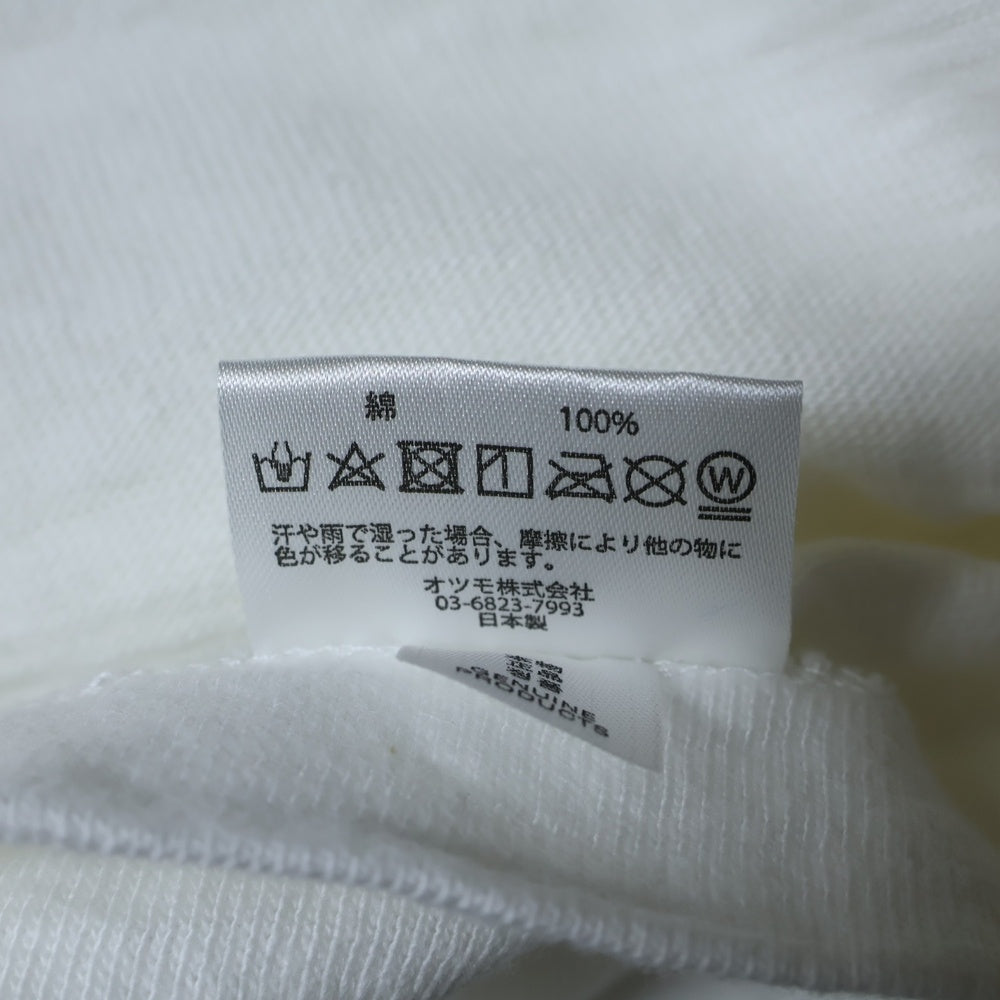 綿 100%
W
汗や雨で湿った場合、摩擦により他の物に
色が移ることがあります。
オツモ株式会社
03-6823-7993
日本製
GENUINE
PRODUCTS